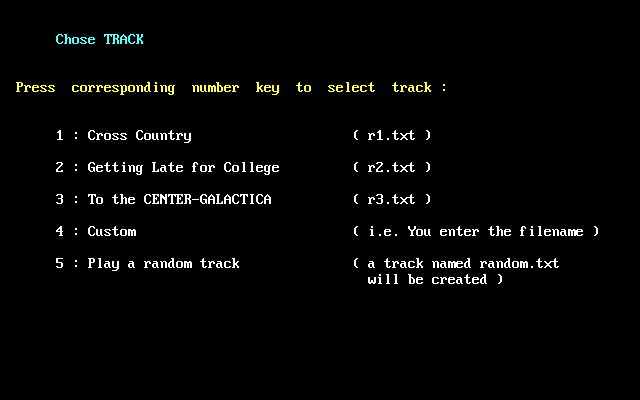 Chose TRACK
Press corresponding number key to select track :
1 : Cross Country ( r1.txt )
2 : Getting Late for College ( r2.txt )
3 : To the CENTER-GALACTICA ( r3.txt )
4 : Custom ( i.e. You enter the filename )
5 : Play a random track ( a track named random.txt
will be created )